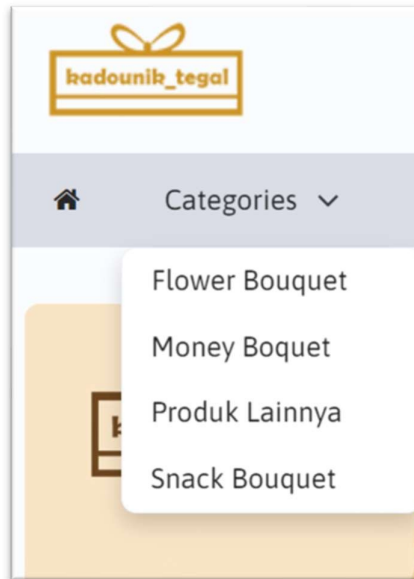 kadounik_tegal
Categories
Flower Bouquet
Money Boquet
Produk Lainnya
Snack Bouquet